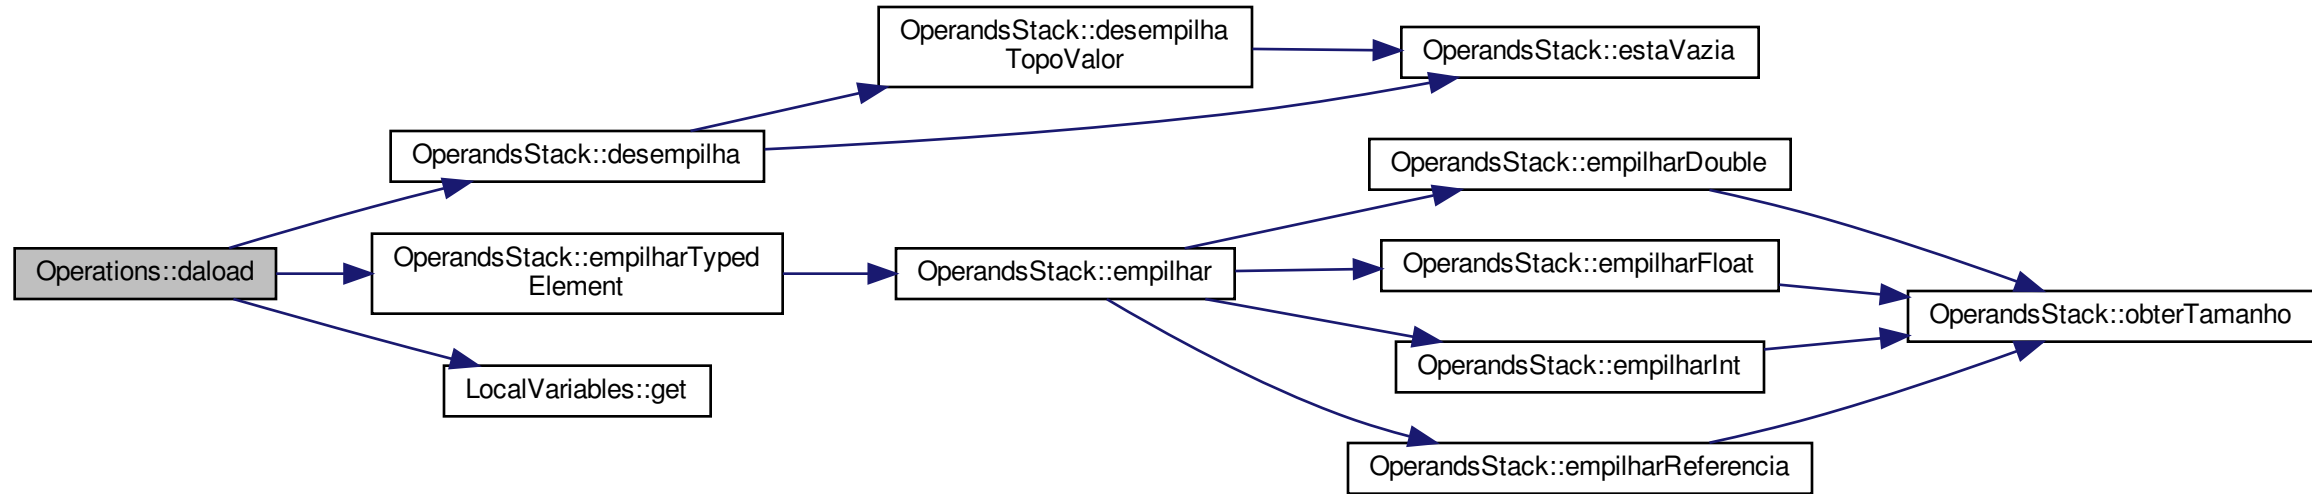 Operations::daload
OperandsStack::desempilha
OperandsStack::desempilha
TopoValor
OperandsStack::estaVazia
OperandsStack::empilharTyped
Element
OperandsStack::empilhar
OperandsStack::empilharDouble
OperandsStack::empilharFloat
OperandsStack::empilharInt
OperandsStack::empilharReferencia
OperandsStack::obterTamanho
LocalVariables::get